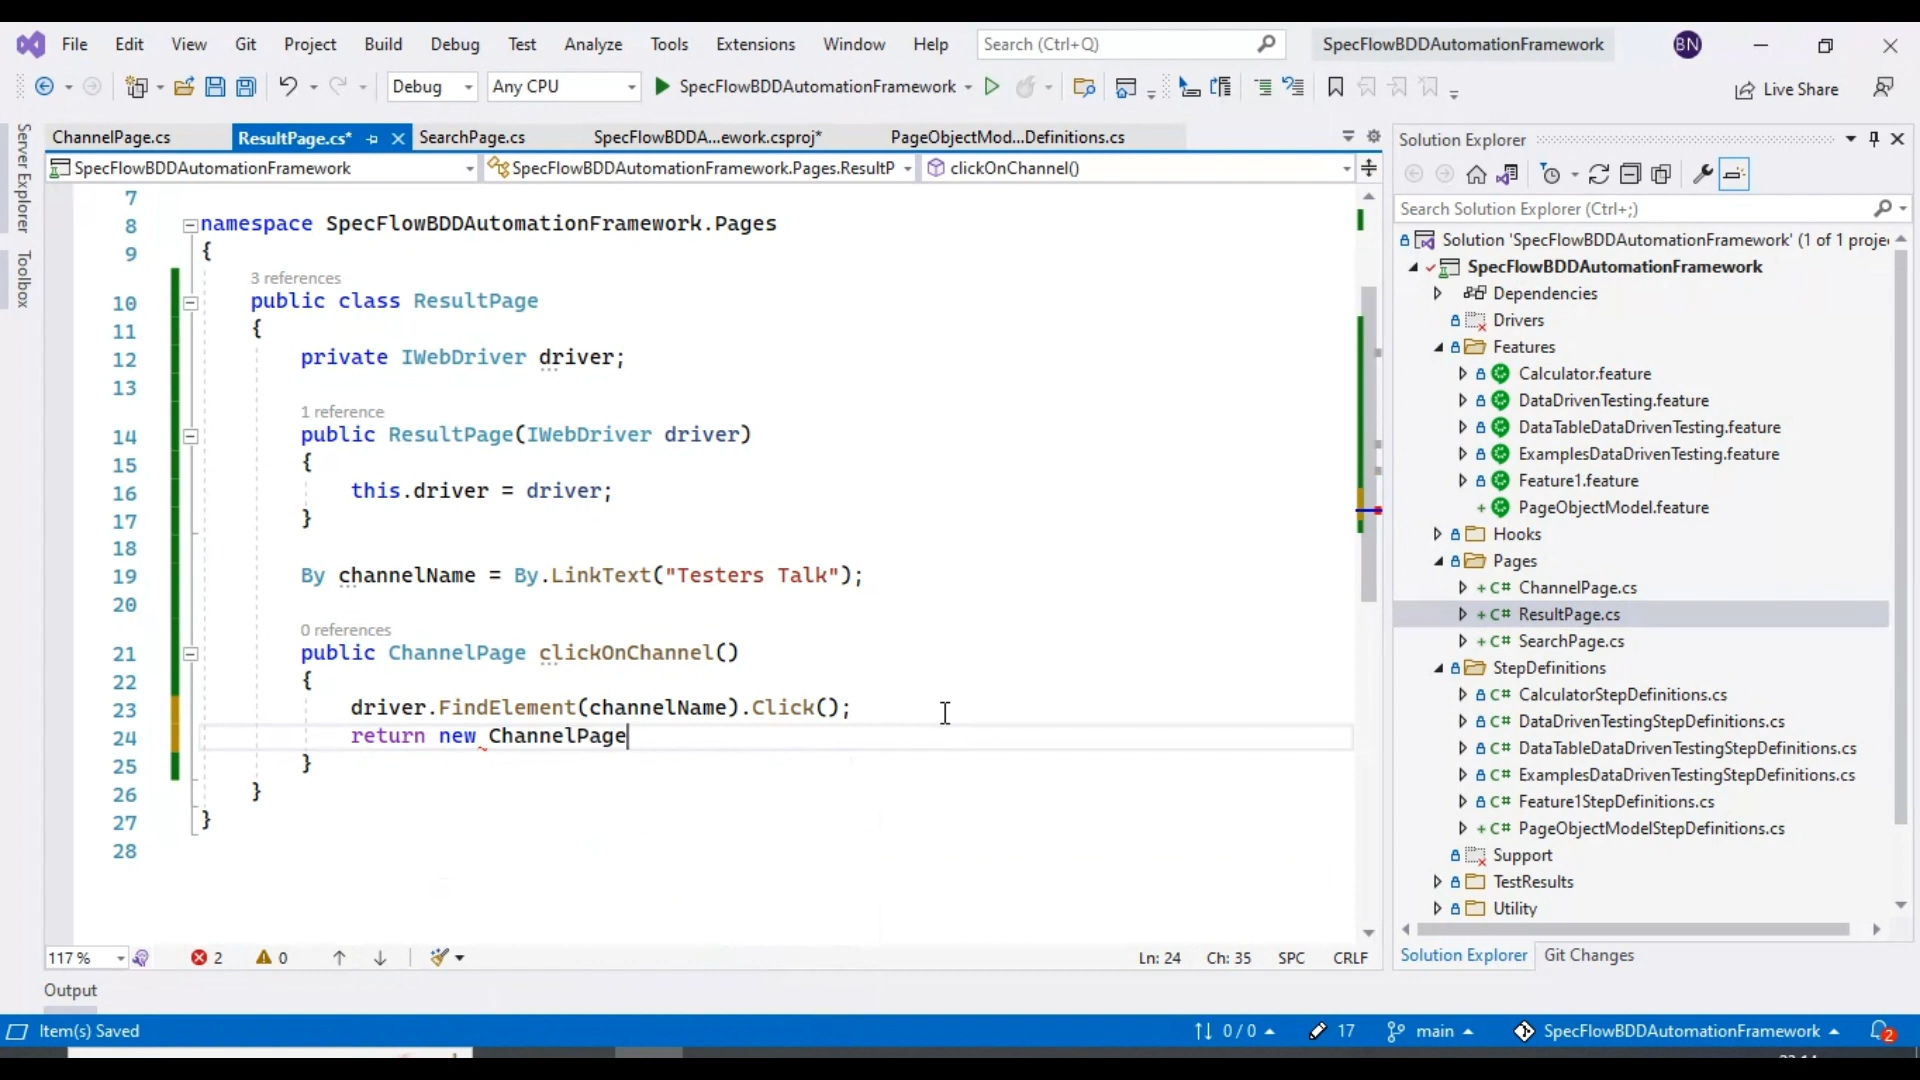 File Edit View Git Project Build Debug Test Analyze Tools Extensions Window Help Search (Ctrl+Q) SpecFlowBDDAutomationFramework BN
Debug Any CPU SpecFlowBDDAutomationFramework Live Share
Server Explorer
Toolbox
ChannelPage.cs ResultPage.cs* SearchPage.cs SpecFlowBDDA...ework.csproj* PageObjectMod...Definitions.cs
SpecFlowBDDAutomationFramework SpecFlowBDDAutomationFramework.Pages.ResultP clickOnChannel()
7
8 namespace SpecFlowBDDAutomationFramework.Pages
9 {
3 references
10 public class ResultPage
11 {
12 private IWebDriver driver;
13
1 reference
14 public ResultPage(IWebDriver driver)
15 {
16 this.driver = driver;
17 }
18
19 By channelName = By.LinkText("Testers Talk");
20
0 references
21 public ChannelPage clickOnChannel()
22 {
23 driver.FindElement(channelName).Click();
24 return new ChannelPage
25 }
26 }
27 }
28
117 % 2 0 Ln: 24 Ch: 35 SPC CRLF
Output
Solution Explorer
Search Solution Explorer (Ctrl+;)
Solution 'SpecFlowBDDAutomationFramework' (1 of 1 proje
SpecFlowBDDAutomationFramework
Dependencies
Drivers
Features
Calculator.feature
DataDrivenTesting.feature
DataTableDataDrivenTesting.feature
ExamplesDataDrivenTesting.feature
Feature1.feature
+ PageObjectModel.feature
Hooks
Pages
+ C# ChannelPage.cs
+ C# ResultPage.cs
+ C# SearchPage.cs
StepDefinitions
C# CalculatorStepDefinitions.cs
C# DataDrivenTestingStepDefinitions.cs
C# DataTableDataDrivenTestingStepDefinitions.cs
C# ExamplesDataDrivenTestingStepDefinitions.cs
C# Feature1StepDefinitions.cs
+ C# PageObjectModelStepDefinitions.cs
Support
TestResults
Utility
Solution Explorer Git Changes
Item(s) Saved 0 / 0 17 main SpecFlowBDDAutomationFramework 2